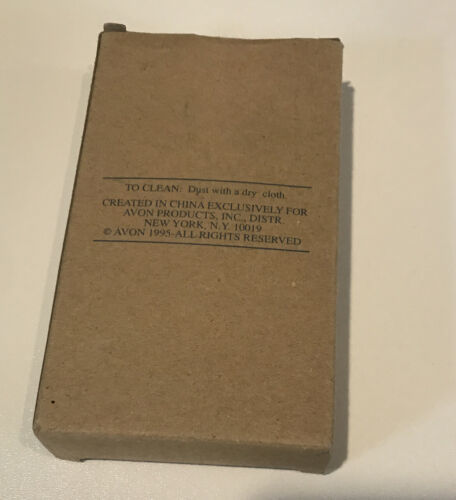 TO CLEAN: Dust with a dry cloth.
CREATED IN CHINA EXCLUSIVELY FOR
AVON PRODUCTS, INC., DISTR.
NEW YORK, N.Y. 10019
© AVON 1995-ALL RIGHTS RESERVED